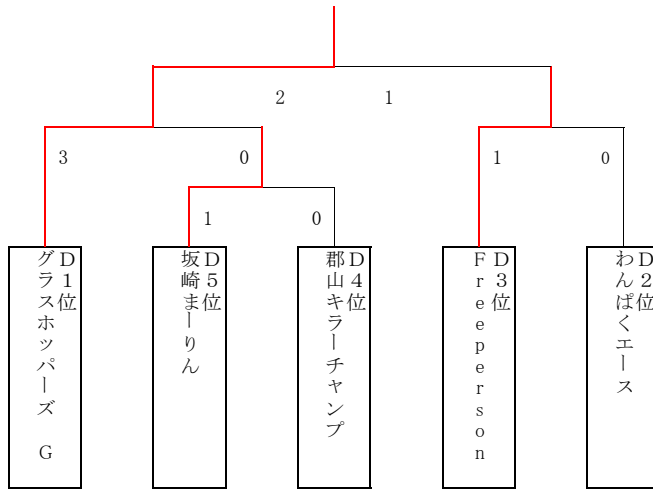 2 1
3 0 1 0
1 0
D1位
グラスホッパーズ G
D5位
坂崎まーりん
D4位
郡山キラーチャンプ
D3位
Freeperson
D2位
わんぱくエース